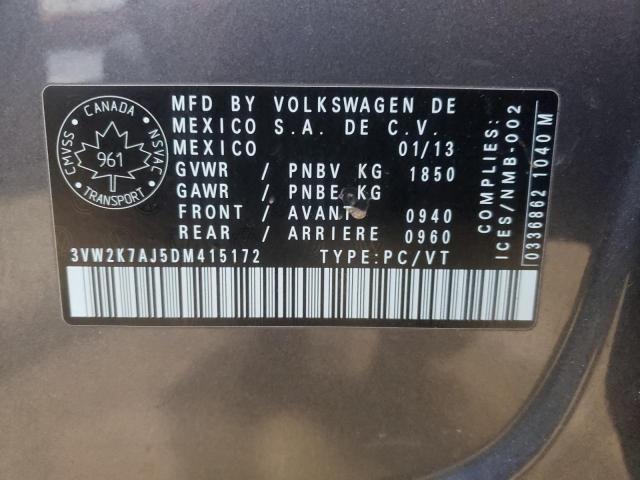 CANADA
CMVSS
NSVAC
961
TRANSPORT
MFD BY VOLKSWAGEN DE
MEXICO S.A. DE C.V.
MEXICO 01/13
GVWR / PNBV KG 1850
GAWR / PNBE KG
FRONT / AVANT 0940
REAR / ARRIERE 0960
3VW2K7AJ5DM415172 TYPE:PC/VT
COMPLIES:
ICES/NMB-002
0336862 1040M